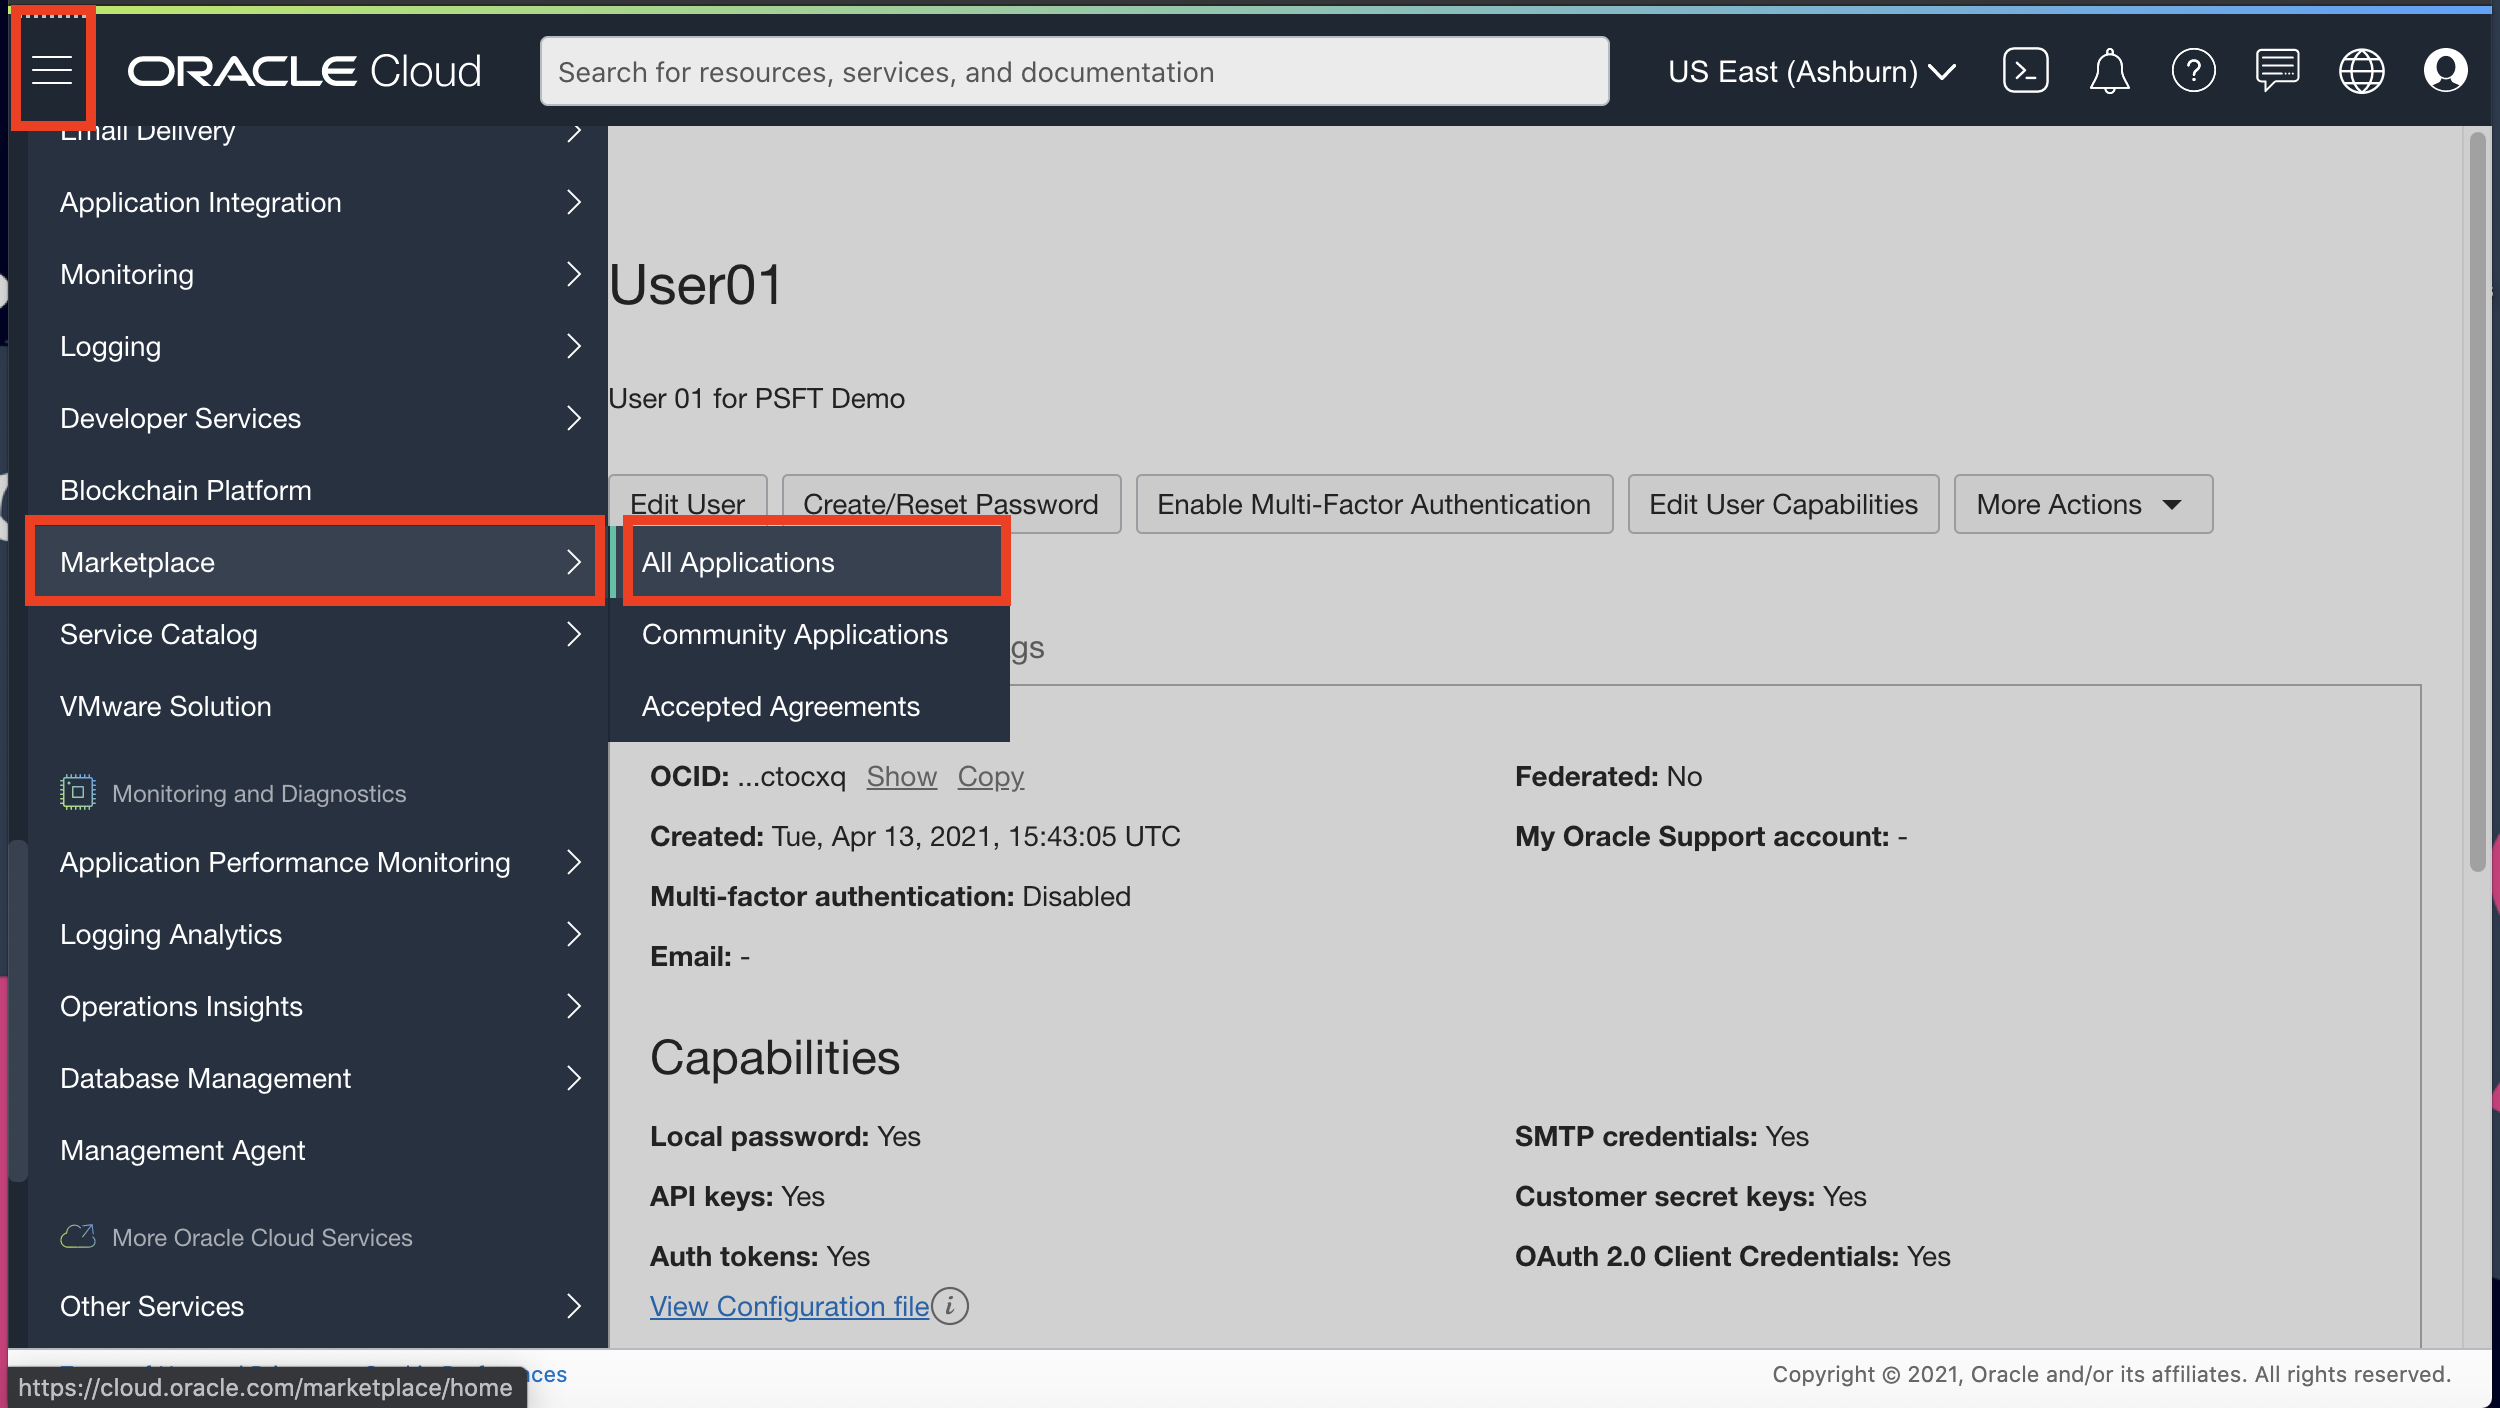 ORACLE Cloud
Search for resources, services, and documentation
US East (Ashburn)
Email Delivery
Application Integration
Monitoring
Logging
Developer Services
Blockchain Platform
Marketplace
Service Catalog
VMware Solution
Monitoring and Diagnostics
Application Performance Monitoring
Logging Analytics
Operations Insights
Database Management
Management Agent
More Oracle Cloud Services
Other Services
All Applications
Community Applications
Accepted Agreements
User01
User 01 for PSFT Demo
Edit User
Create/Reset Password
Enable Multi-Factor Authentication
Edit User Capabilities
More Actions
gs
OCID: ...ctocxq Show Copy
Created: Tue, Apr 13, 2021, 15:43:05 UTC
Multi-factor authentication: Disabled
Email: -
Federated: No
My Oracle Support account: -
Capabilities
Local password: Yes
API keys: Yes
Auth tokens: Yes
View Configuration file i
SMTP credentials: Yes
Customer secret keys: Yes
OAuth 2.0 Client Credentials: Yes
https://cloud.oracle.com/marketplace/home
Copyright © 2021, Oracle and/or its affiliates. All rights reserved.